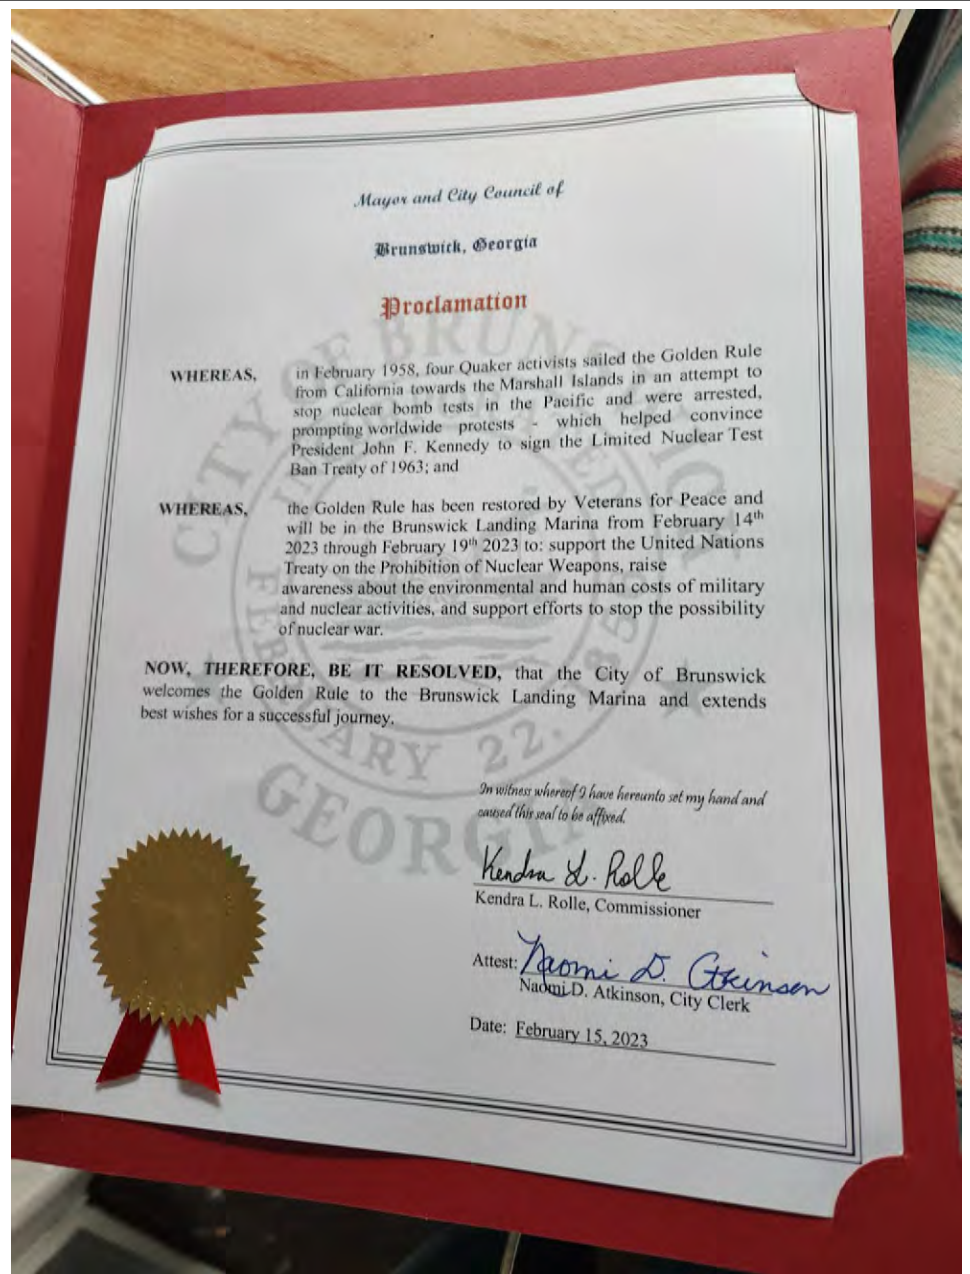 Mayor and City Council of
Brunswick, Georgia
Proclamation
WHEREAS, in February 1958, four Quaker activists sailed the Golden Rule
from California towards the Marshall Islands in an attempt to
stop nuclear bomb tests in the Pacific and were arrested,
prompting worldwide protests - which helped convince
President John F. Kennedy to sign the Limited Nuclear Test
Ban Treaty of 1963; and
WHEREAS, the Golden Rule has been restored by Veterans for Peace and
will be in the Brunswick Landing Marina from February 14th
2023 through February 19th 2023 to: support the United Nations
Treaty on the Prohibition of Nuclear Weapons, raise
awareness about the environmental and human costs of military
and nuclear activities, and support efforts to stop the possibility
of nuclear war.
NOW, THEREFORE, BE IT RESOLVED, that the City of Brunswick
welcomes the Golden Rule to the Brunswick Landing Marina and extends
best wishes for a successful journey.
In witness whereof I have hereunto set my hand and
caused this seal to be affixed.
Kendra L. Rolle
Kendra L. Rolle, Commissioner
Attest: Naomi D. Atkinson
Naomi D. Atkinson, City Clerk
Date: February 15, 2023
CITY OF BRUNSWICK
GEORGIA
FEBRUARY 22,